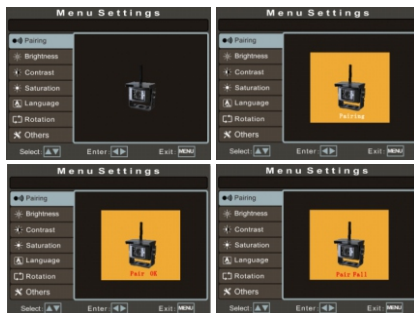 Menu Settings
Pairing
Brightness
Contrast
Saturation
Language
Rotation
Others
Select Enter Exit MENU
Menu Settings
Pairing
Brightness
Contrast
Saturation
Language
Rotation
Others
Pairing
Select Enter Exit MENU
Menu Settings
Pairing
Brightness
Contrast
Saturation
Language
Rotation
Others
Pair OK
Select Enter Exit MENU
Menu Settings
Pairing
Brightness
Contrast
Saturation
Language
Rotation
Others
Pair Fail
Select Enter Exit MENU